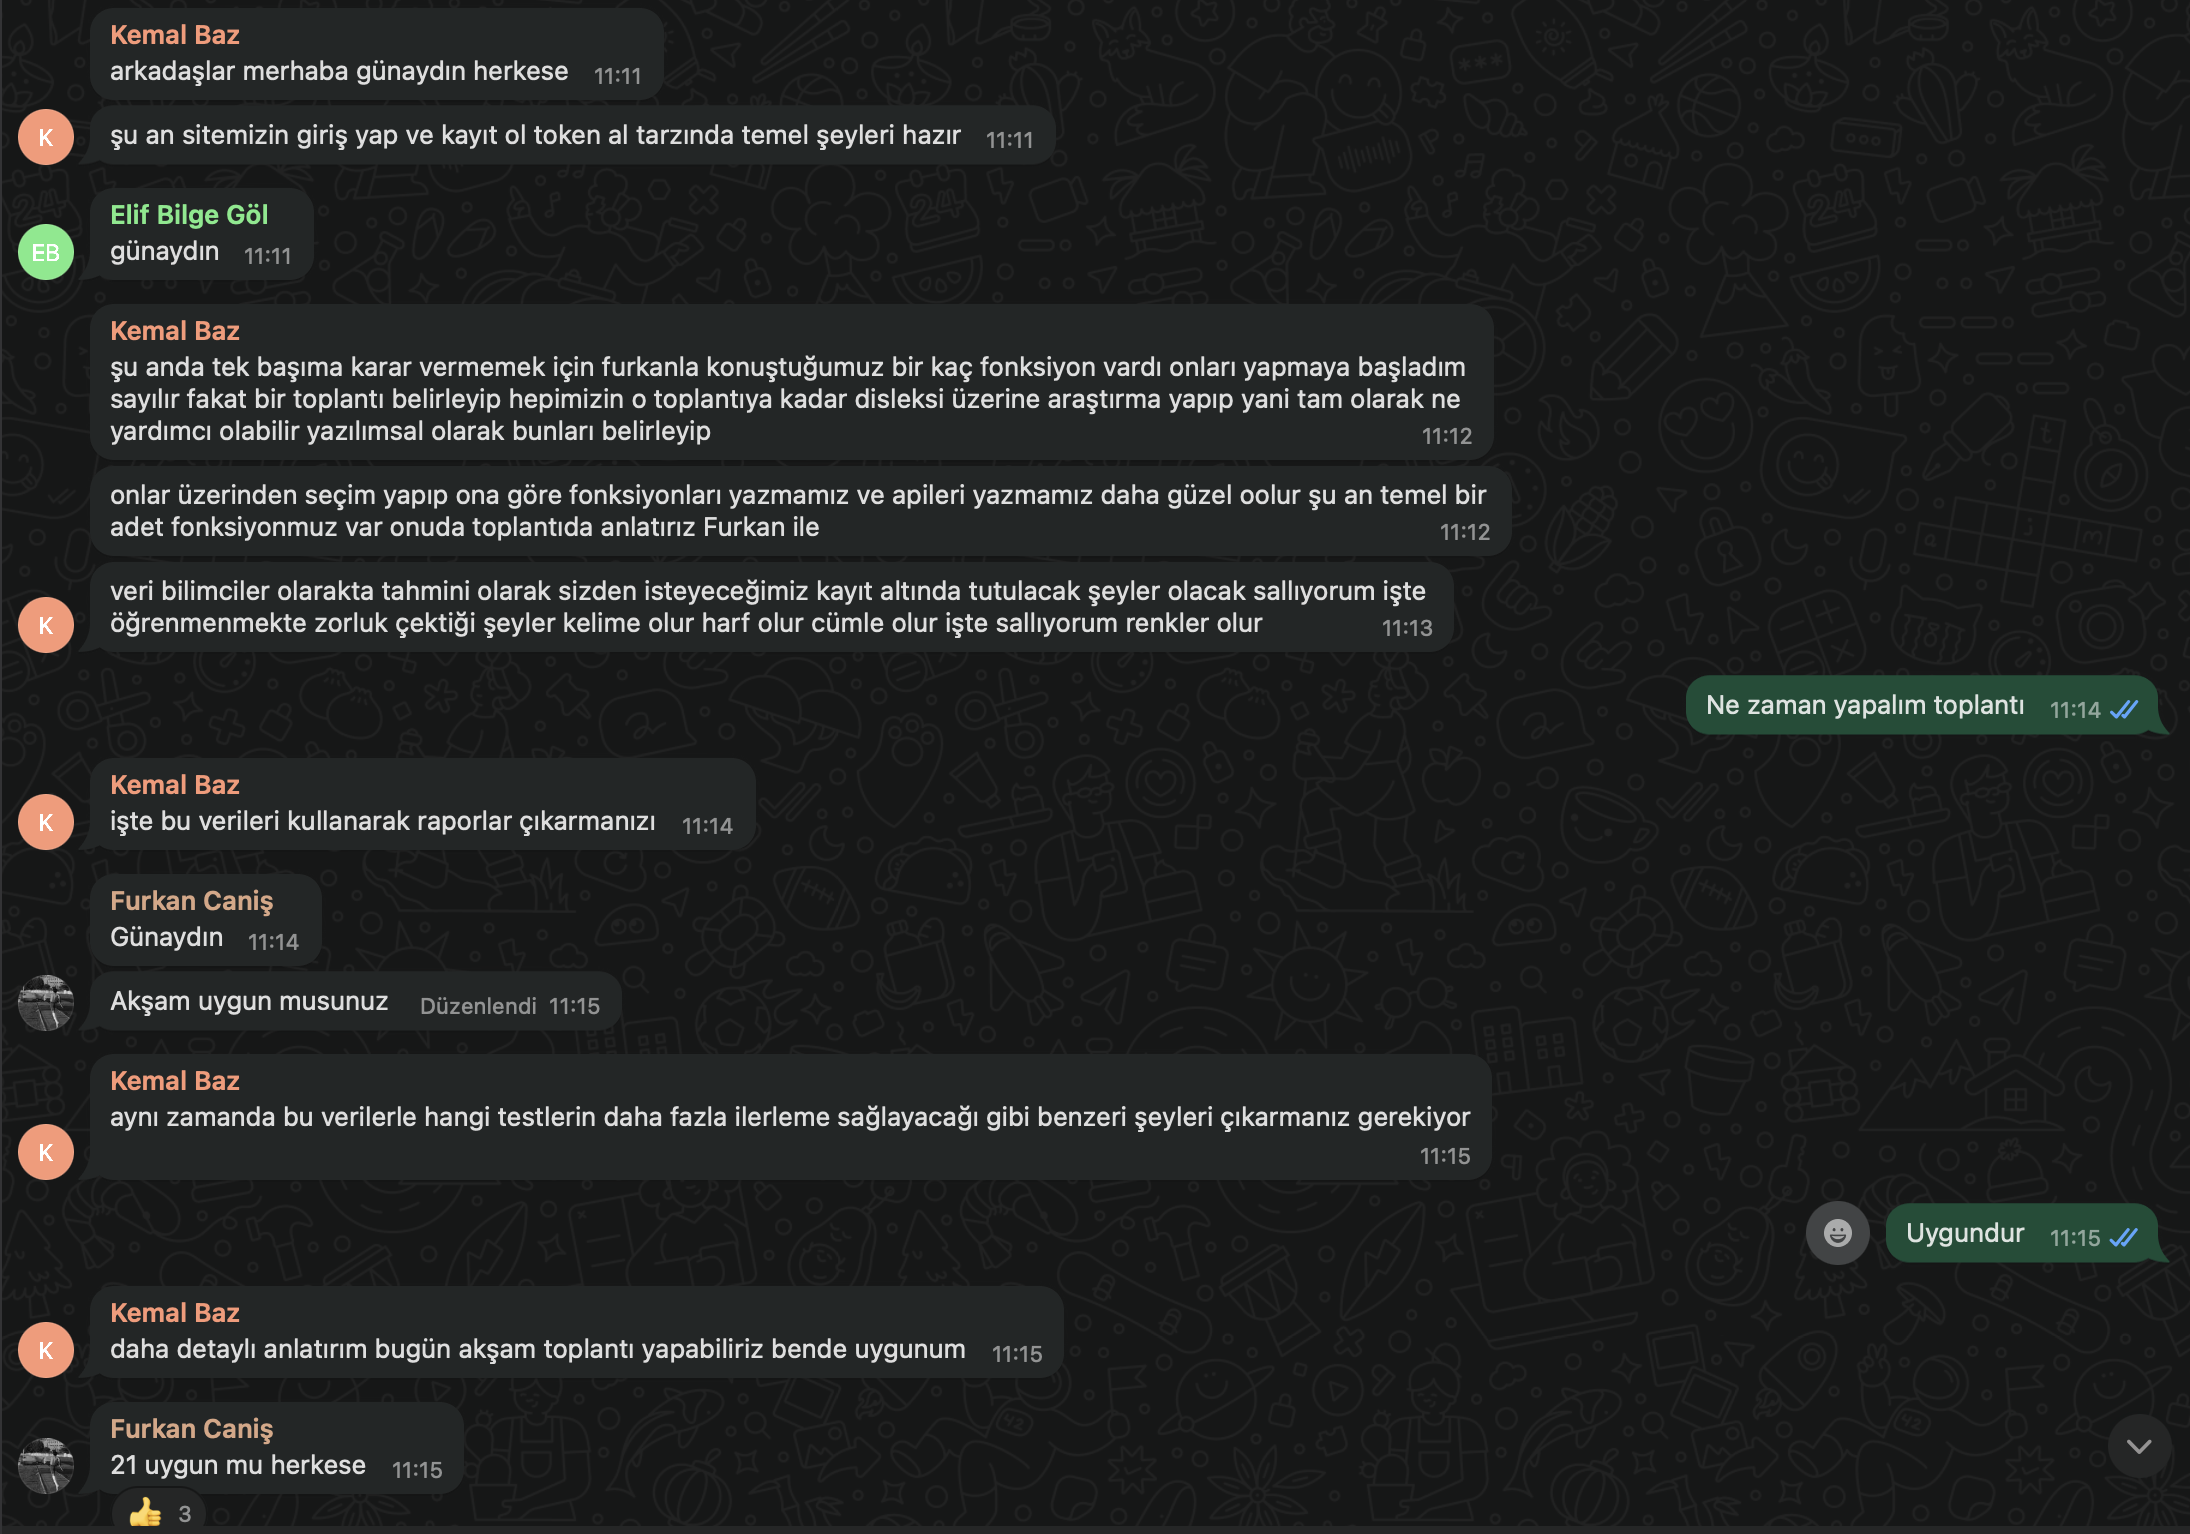 Kemal Baz
arkadaşlar merhaba günaydın herkese 11:11
K
şu an sitemizin giriş yap ve kayıt ol token al tarzında temel şeyleri hazır 11:11
Elif Bilge Göl
EB
günaydın 11:11
Kemal Baz
şu anda tek başıma karar vermemek için furkanla konuştuğumuz bir kaç fonksiyon vardı onları yapmaya başladım
sayılır fakat bir toplantı belirleyip hepimizin o toplantıya kadar disleksi üzerine araştırma yapıp yani tam olarak ne
yardımcı olabilir yazılımsal olarak bunları belirleyip
11:12
onlar üzerinden seçim yapıp ona göre fonksiyonları yazmamız ve apileri yazmamız daha güzel oolur şu an temel bir
adet fonksiyonmuz var onuda toplantıda anlatırız Furkan ile
11:12
veri bilimciler olarakta tahmini olarak sizden isteyeceğimiz kayıt altında tutulacak şeyler olacak sallıyorum işte
K
öğrenmenmekte zorluk çektiği şeyler kelime olur harf olur cümle olur işte sallıyorum renkler olur 11:13
Ne zaman yapalım toplantı 11:14
Kemal Baz
K
işte bu verileri kullanarak raporlar çıkarmanızı 11:14
Furkan Caniş
Günaydın 11:14
Akşam uygun musunuz Düzenlendi 11:15
Kemal Baz
aynı zamanda bu verilerle hangi testlerin daha fazla ilerleme sağlayacağı gibi benzeri şeyleri çıkarmanız gerekiyor
K
11:15
Uygundur 11:15
Kemal Baz
K
daha detaylı anlatırım bugün akşam toplantı yapabiliriz bende uygunum 11:15
Furkan Caniş
21 uygun mu herkese 11:15
👍 3